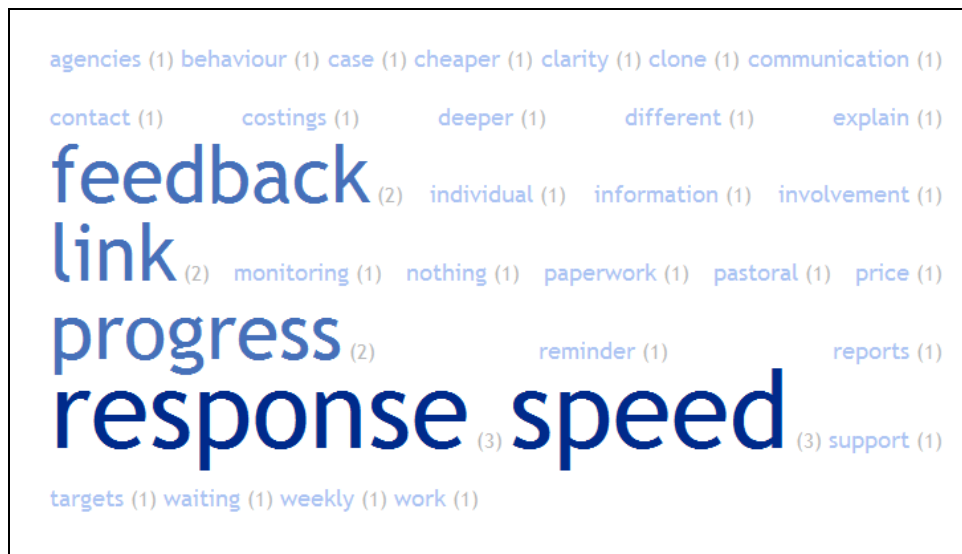 agencies (1) behaviour (1) case (1) cheaper (1) clarity (1) clone (1) communication (1)
contact (1) costings (1) deeper (1) different (1) explain (1)
feedback (2) individual (1) information (1) involvement (1)
link (2) monitoring (1) nothing (1) paperwork (1) pastoral (1) price (1)
progress (2) reminder (1) reports (1)
response (3) speed (3) support (1)
targets (1) waiting (1) weekly (1) work (1)